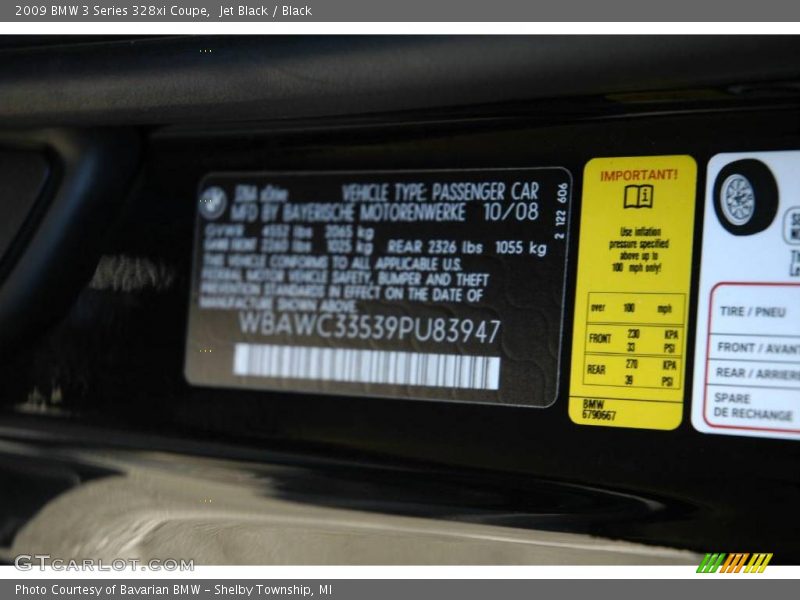 2009 BMW 3 Series 328xi Coupe,  Jet Black / Black
VEHICLE TYPE: PASSENGER CAR
MFD BY BAYERISCHE MOTORENWERKE 10/08
GVWR 4552 lbs 2065 kg
1025 kg REAR 2326 lbs 1055 kg
THE VEHICLE CONFORMS TO ALL APPLICABLE U.S.
FEDERAL MOTOR VEHICLE SAFETY, BUMPER AND THEFT
PREVENTION STANDARDS IN EFFECT ON THE DATE OF
MANUFACTURE SHOWN ABOVE.
WBAWC33539PU83947
2 122 606
IMPORTANT!
Use inflation
pressure specified
above up to
100 mph only!
over 100 mph
FRONT 230 KPA
33 PSI
REAR 270 KPA
39 PSI
BMW
6790667
TIRE / PNEU
FRONT / AVANT
REAR / ARRIERE
SPARE
DE RECHANGE
GTCARLOT.COM
Photo Courtesy of Bavarian BMW - Shelby Township, MI